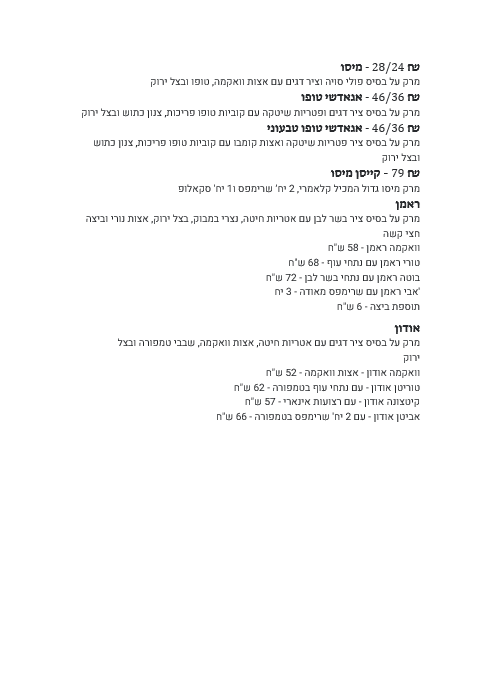 מיסו - 28/24 ₪
מרק על בסיס פולי סויה וציר דגים עם אצות וואקמה, טופו ובצל ירוק
אגאדשי טופו - 46/36 ₪
מרק על בסיס ציר דגים ופטריות שיטקה עם קוביות טופו פריכות, צנון כתוש ובצל ירוק
אגאדשי טופו טבעוני - 46/36 ₪
מרק על בסיס ציר פטריות שיטקה ואצות קומבו עם קוביות טופו פריכות, צנון כתוש
ובצל ירוק
קייסן מיסו - 79 ₪
מרק מיסו גדול המכיל קלאמרי, 2 יח' שרימפס ו1 יח' סקאלופ
ראמן
מרק על בסיס ציר בשר לבן עם אטריות חיטה, נצרי במבוק, בצל ירוק, אצות נורי וביצה
חצי קשה
וואקמה ראמן - 58 ש"ח
טורי ראמן עם נתחי עוף - 68 ש"ח
בוטה ראמן עם נתחי בשר לבן - 72 ש"ח
אבי ראמן עם שרימפס מאודה - 3 יח'
תוספת ביצה - 6 ש"ח
אודון
מרק על בסיס ציר דגים עם אטריות חיטה, אצות וואקמה, שבבי טמפורה ובצל
ירוק
וואקמה אודון - אצות וואקמה - 52 ש"ח
טוריטן אודון - עם נתחי עוף בטמפורה - 62 ש"ח
קיטצונה אודון - עם רצועות אינארי - 57 ש"ח
אביטן אודון - עם 2 יח' שרימפס בטמפורה - 66 ש"ח